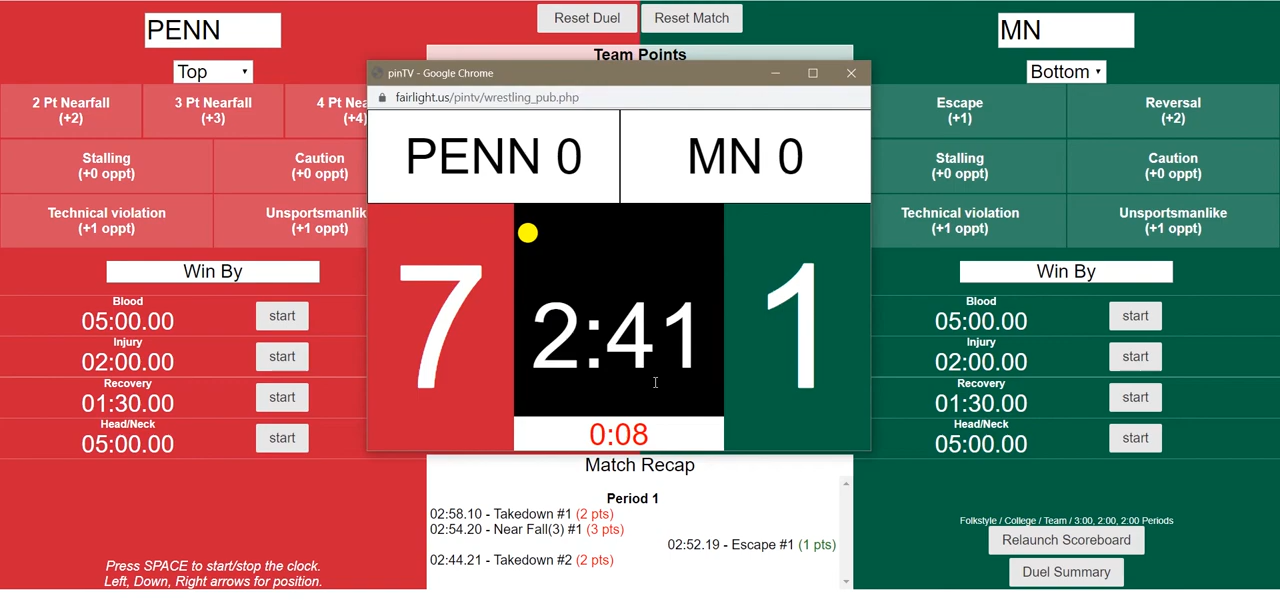 Reset Duel
Reset Match
PENN
MN
Team Points
Top
Bottom
pinTV - Google Chrome
fairlight.us/pintv/wrestling_pub.php
PENN 0
MN 0
7
2:41
1
0:08
2 Pt Nearfall
(+2)
3 Pt Nearfall
(+3)
4 Pt Nea
(+4)
Stalling
(+0 oppt)
Caution
(+0 oppt)
Technical violation
(+1 oppt)
Unsportsmanlik
(+1 oppt)
Win By
Blood
05:00.00
start
Injury
02:00.00
start
Recovery
01:30.00
start
Head/Neck
05:00.00
start
Press SPACE to start/stop the clock.
Left, Down, Right arrows for position.
Escape
(+1)
Reversal
(+2)
Stalling
(+0 oppt)
Caution
(+0 oppt)
Technical violation
(+1 oppt)
Unsportsmanlike
(+1 oppt)
Win By
Blood
05:00.00
start
Injury
02:00.00
start
Recovery
01:30.00
start
Head/Neck
05:00.00
start
Match Recap
Period 1
02:58.10 - Takedown #1 (2 pts)
02:54.20 - Near Fall(3) #1 (3 pts)
02:52.19 - Escape #1 (1 pts)
02:44.21 - Takedown #2 (2 pts)
Folkstyle / College / Team / 3:00, 2:00, 2:00 Periods
Relaunch Scoreboard
Duel Summary